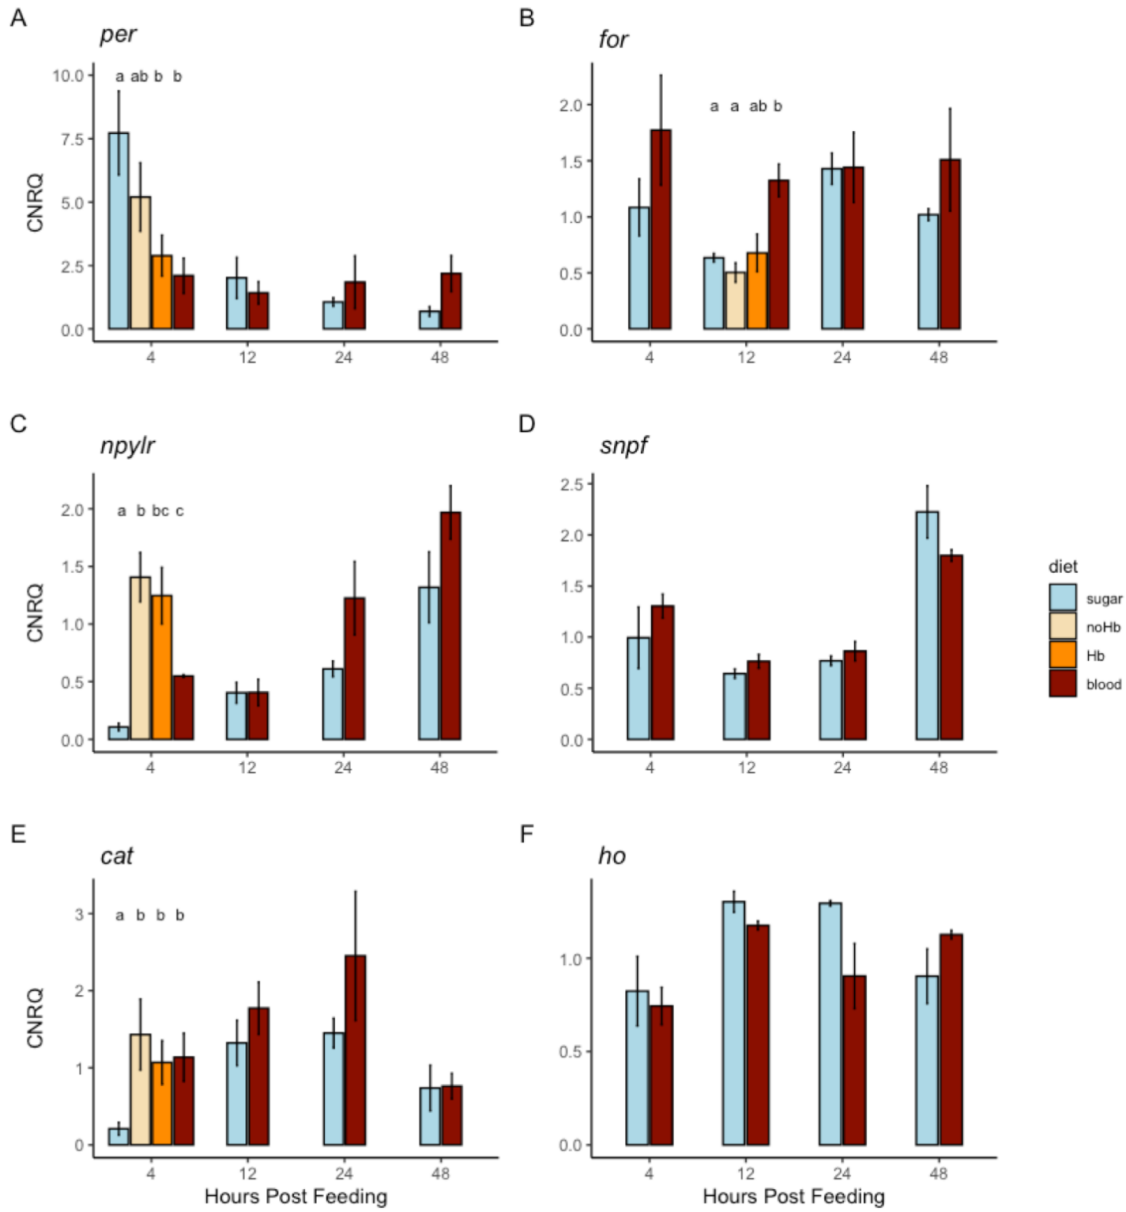 A
per
CNRQ
10.0
7.5
5.0
2.5
0.0
a ab b b
4 12 24 48
B
for
2.0
1.5
1.0
0.5
0.0
a a ab b
4 12 24 48
C
npylr
CNRQ
2.0
1.5
1.0
0.5
0.0
a b bc c
4 12 24 48
D
snpf
2.5
2.0
1.5
1.0
0.5
0.0
4 12 24 48
diet
sugar
noHb
Hb
blood
E
cat
CNRQ
3
2
1
0
a b b b
4 12 24 48
Hours Post Feeding
F
ho
1.0
0.5
0.0
4 12 24 48
Hours Post Feeding